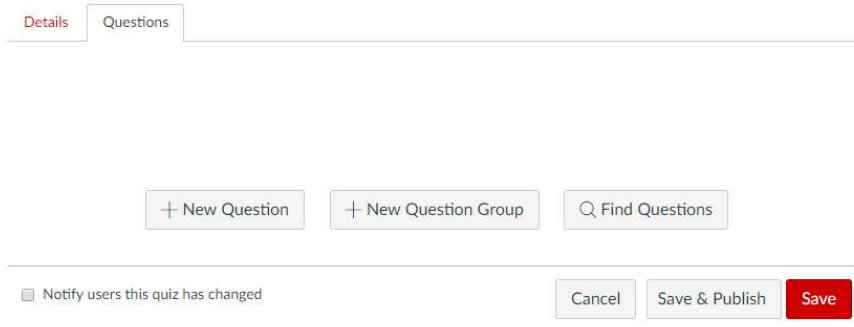 Details Questions
New Question New Question Group Find Questions
Notify users this quiz has changed Cancel Save & Publish Save